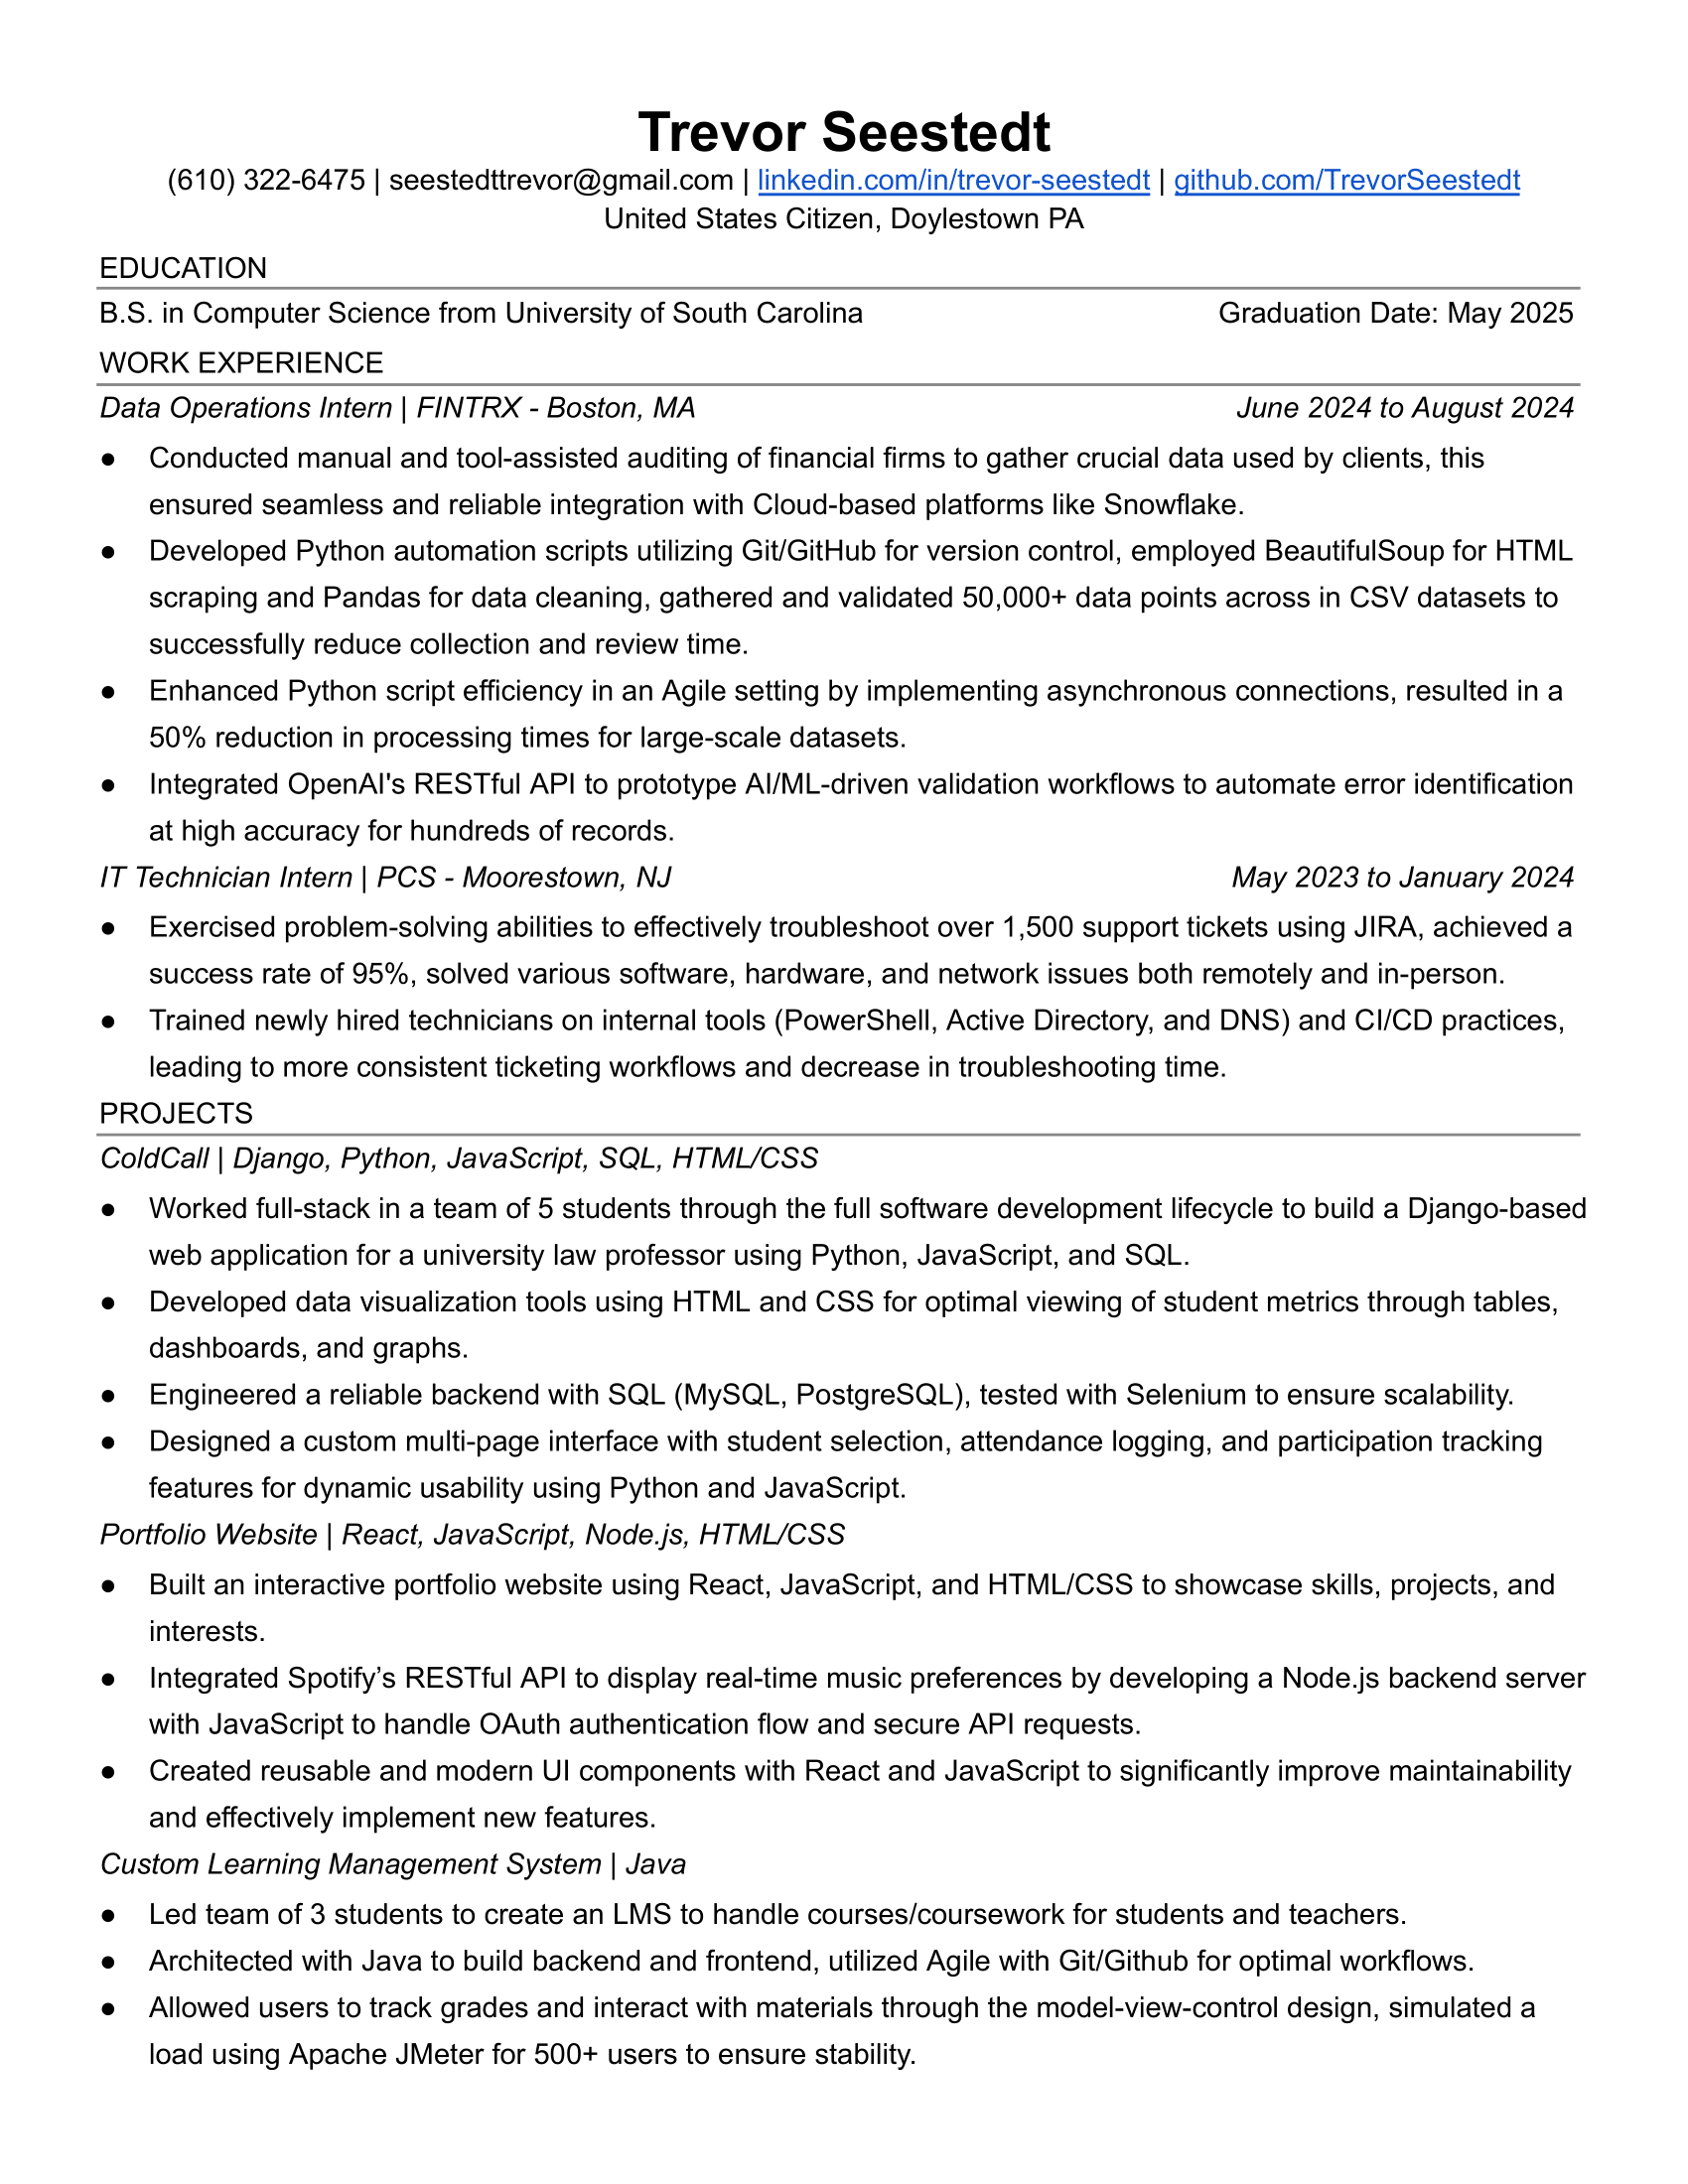 Trevor Seestedt
(610) 322-6475 | seestedttrevor@gmail.com | linkedin.com/in/trevor-seestedt | github.com/TrevorSeestedt
United States Citizen, Doylestown PA
EDUCATION
B.S. in Computer Science from University of South Carolina Graduation Date: May 2025
WORK EXPERIENCE
Data Operations Intern | FINTRX - Boston, MA June 2024 to August 2024
● Conducted manual and tool-assisted auditing of financial firms to gather crucial data used by clients, this
ensured seamless and reliable integration with Cloud-based platforms like Snowflake.
● Developed Python automation scripts utilizing Git/GitHub for version control, employed BeautifulSoup for HTML
scraping and Pandas for data cleaning, gathered and validated 50,000+ data points across in CSV datasets to
successfully reduce collection and review time.
● Enhanced Python script efficiency in an Agile setting by implementing asynchronous connections, resulted in a
50% reduction in processing times for large-scale datasets.
● Integrated OpenAI's RESTful API to prototype AI/ML-driven validation workflows to automate error identification
at high accuracy for hundreds of records.
IT Technician Intern | PCS - Moorestown, NJ May 2023 to January 2024
● Exercised problem-solving abilities to effectively troubleshoot over 1,500 support tickets using JIRA, achieved a
success rate of 95%, solved various software, hardware, and network issues both remotely and in-person.
● Trained newly hired technicians on internal tools (PowerShell, Active Directory, and DNS) and CI/CD practices,
leading to more consistent ticketing workflows and decrease in troubleshooting time.
PROJECTS
ColdCall | Django, Python, JavaScript, SQL, HTML/CSS
● Worked full-stack in a team of 5 students through the full software development lifecycle to build a Django-based
web application for a university law professor using Python, JavaScript, and SQL.
● Developed data visualization tools using HTML and CSS for optimal viewing of student metrics through tables,
dashboards, and graphs.
● Engineered a reliable backend with SQL (MySQL, PostgreSQL), tested with Selenium to ensure scalability.
● Designed a custom multi-page interface with student selection, attendance logging, and participation tracking
features for dynamic usability using Python and JavaScript.
Portfolio Website | React, JavaScript, Node.js, HTML/CSS
● Built an interactive portfolio website using React, JavaScript, and HTML/CSS to showcase skills, projects, and
interests.
● Integrated Spotify’s RESTful API to display real-time music preferences by developing a Node.js backend server
with JavaScript to handle OAuth authentication flow and secure API requests.
● Created reusable and modern UI components with React and JavaScript to significantly improve maintainability
and effectively implement new features.
Custom Learning Management System | Java
● Led team of 3 students to create an LMS to handle courses/coursework for students and teachers.
● Architected with Java to build backend and frontend, utilized Agile with Git/Github for optimal workflows.
● Allowed users to track grades and interact with materials through the model-view-control design, simulated a
load using Apache JMeter for 500+ users to ensure stability.